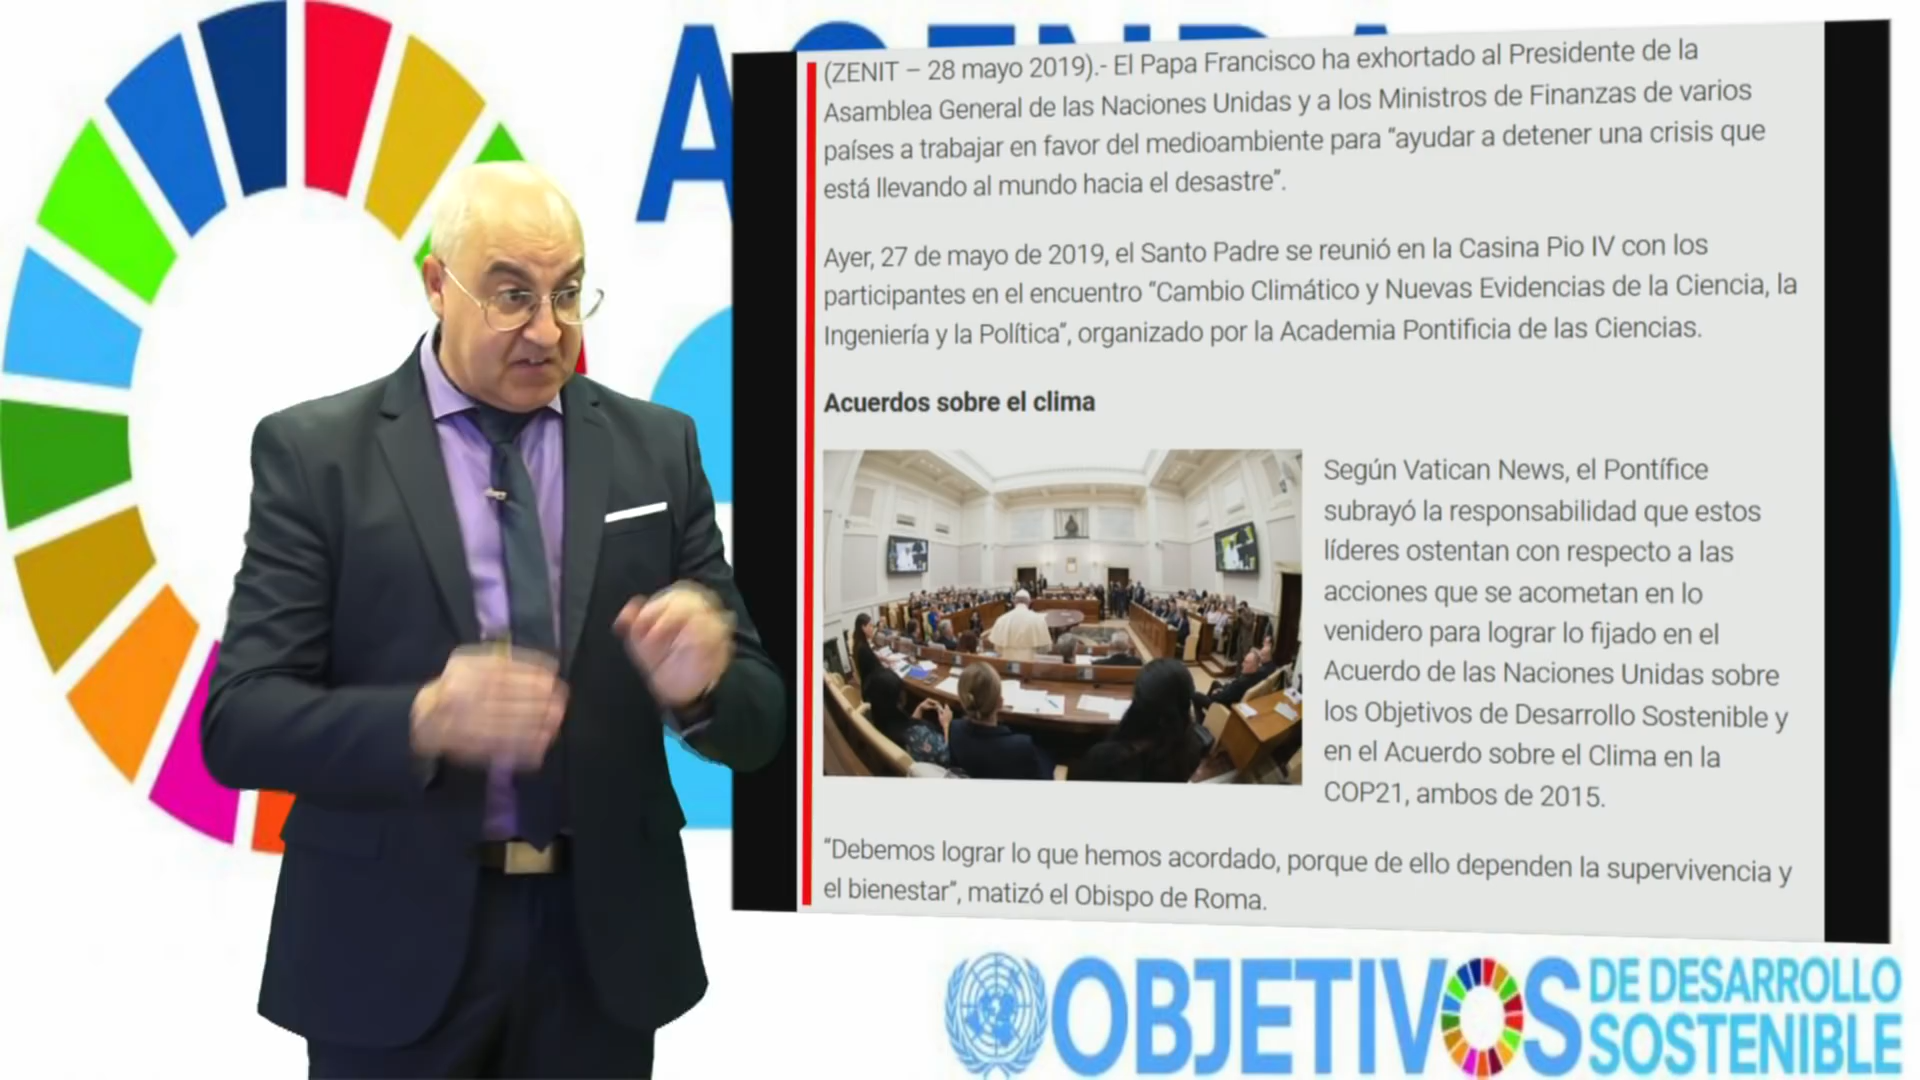 AGENDA
(ZENIT – 28 mayo 2019).- El Papa Francisco ha exhortado al Presidente de la
Asamblea General de las Naciones Unidas y a los Ministros de Finanzas de varios
países a trabajar en favor del medioambiente para “ayudar a detener una crisis que
está llevando al mundo hacia el desastre”.
Ayer, 27 de mayo de 2019, el Santo Padre se reunió en la Casina Pio IV con los
participantes en el encuentro “Cambio Climático y Nuevas Evidencias de la Ciencia, la
Ingeniería y la Política”, organizado por la Academia Pontificia de las Ciencias.
Acuerdos sobre el clima
Según Vatican News, el Pontífice
subrayó la responsabilidad que estos
líderes ostentan con respecto a las
acciones que se acometan en lo
venidero para lograr lo fijado en el
Acuerdo de las Naciones Unidas sobre
los Objetivos de Desarrollo Sostenible y
en el Acuerdo sobre el Clima en la
COP21, ambos de 2015.
“Debemos lograr lo que hemos acordado, porque de ello dependen la supervivencia y
el bienestar”, matizó el Obispo de Roma.
OBJETIVOS
DE DESARROLLO
SOSTENIBLE